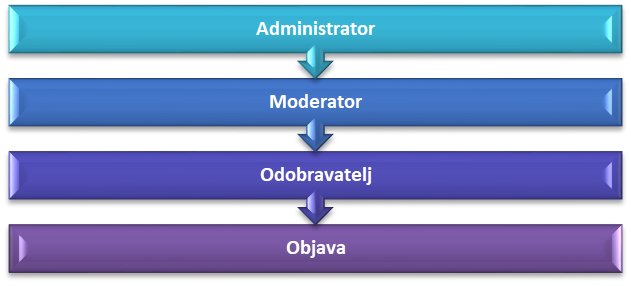 Administrator
Moderator
Odobravatelj
Objava